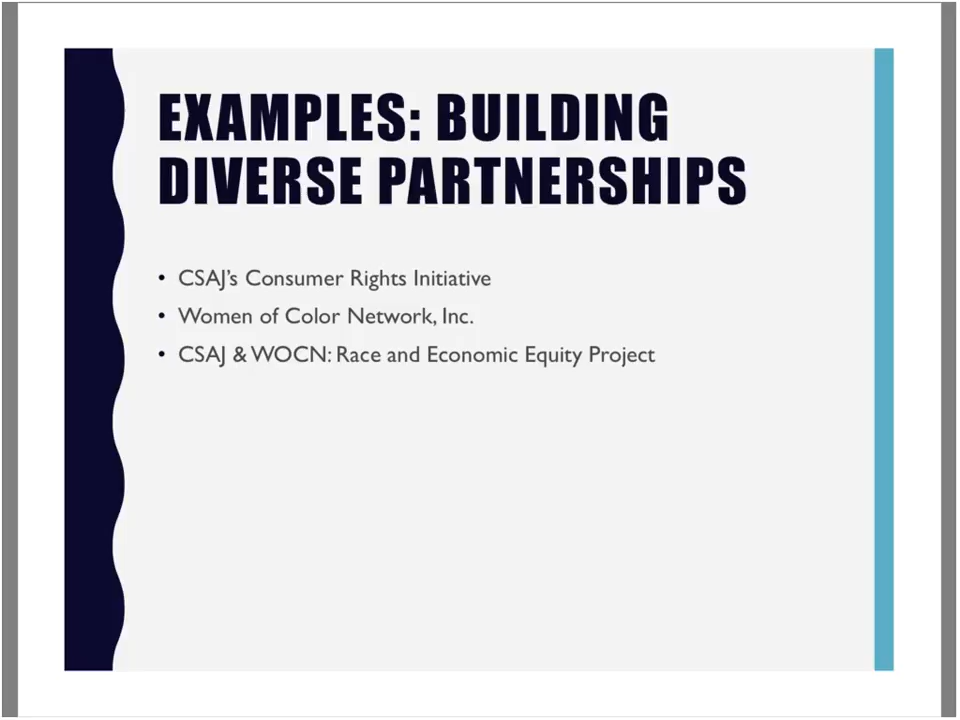 EXAMPLES: BUILDING
DIVERSE PARTNERSHIPS
• CSAJ's Consumer Rights Initiative
• Women of Color Network, Inc.
• CSAJ & WOCN: Race and Economic Equity Project